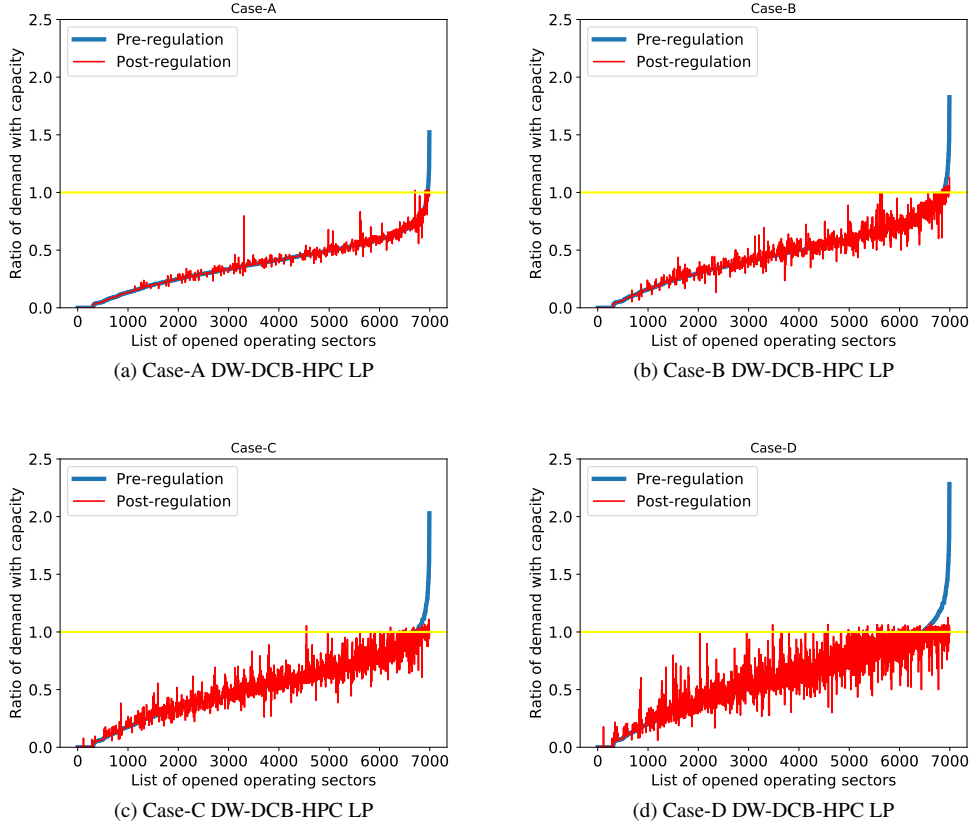 Case-A
Ratio of demand with capacity
2.5
2.0
1.5
1.0
0.5
0.0
Pre-regulation
Post-regulation
0 1000 2000 3000 4000 5000 6000 7000
List of opened operating sectors
(a) Case-A DW-DCB-HPC LP
Case-B
Ratio of demand with capacity
2.5
2.0
1.5
1.0
0.5
0.0
Pre-regulation
Post-regulation
0 1000 2000 3000 4000 5000 6000 7000
List of opened operating sectors
(b) Case-B DW-DCB-HPC LP
Case-C
Ratio of demand with capacity
2.5
2.0
1.5
1.0
0.5
0.0
Pre-regulation
Post-regulation
0 1000 2000 3000 4000 5000 6000 7000
List of opened operating sectors
(c) Case-C DW-DCB-HPC LP
Case-D
Ratio of demand with capacity
2.5
2.0
1.5
1.0
0.5
0.0
Pre-regulation
Post-regulation
0 1000 2000 3000 4000 5000 6000 7000
List of opened operating sectors
(d) Case-D DW-DCB-HPC LP